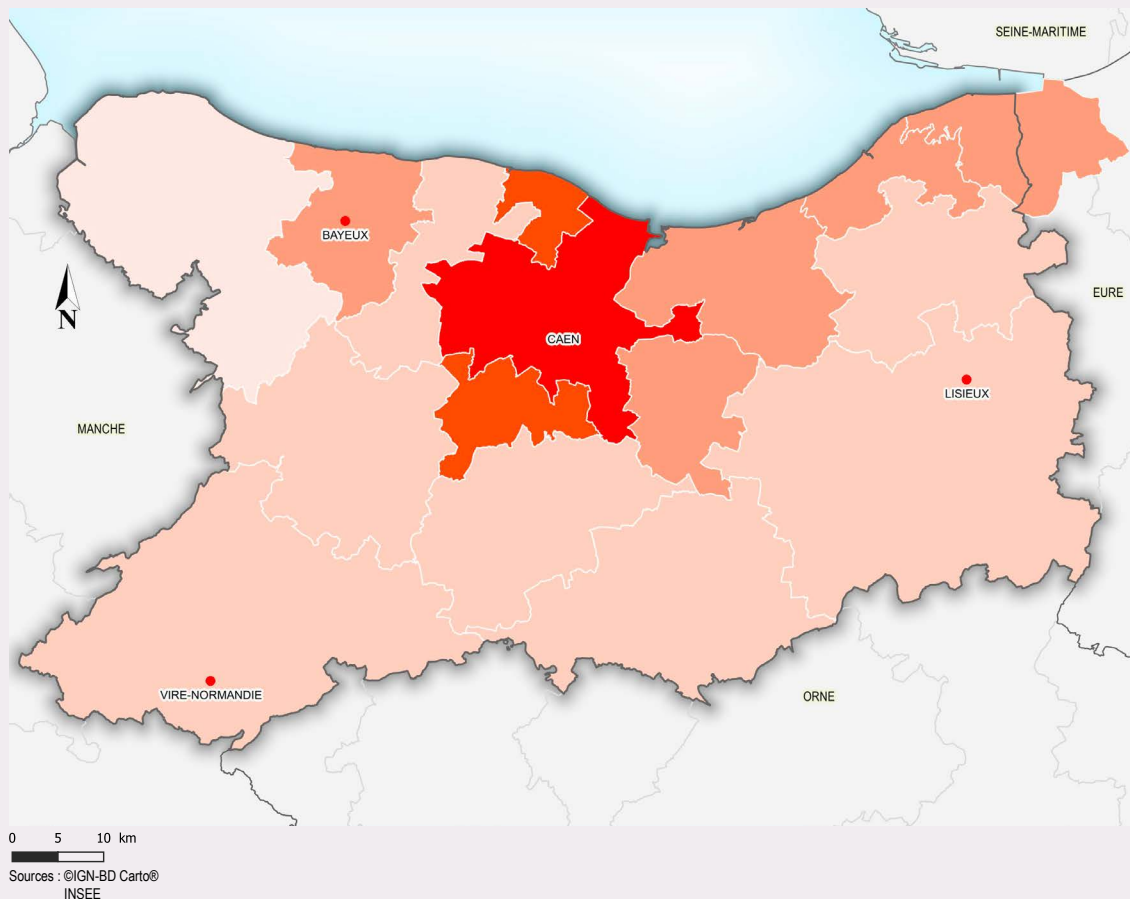 SEINE-MARITIME
BAYEUX
EURE
CAEN
LISIEUX
MANCHE
N
VIRE-NORMANDIE
ORNE
0 5 10 km
Sources : ©IGN-BD Carto®
INSEE